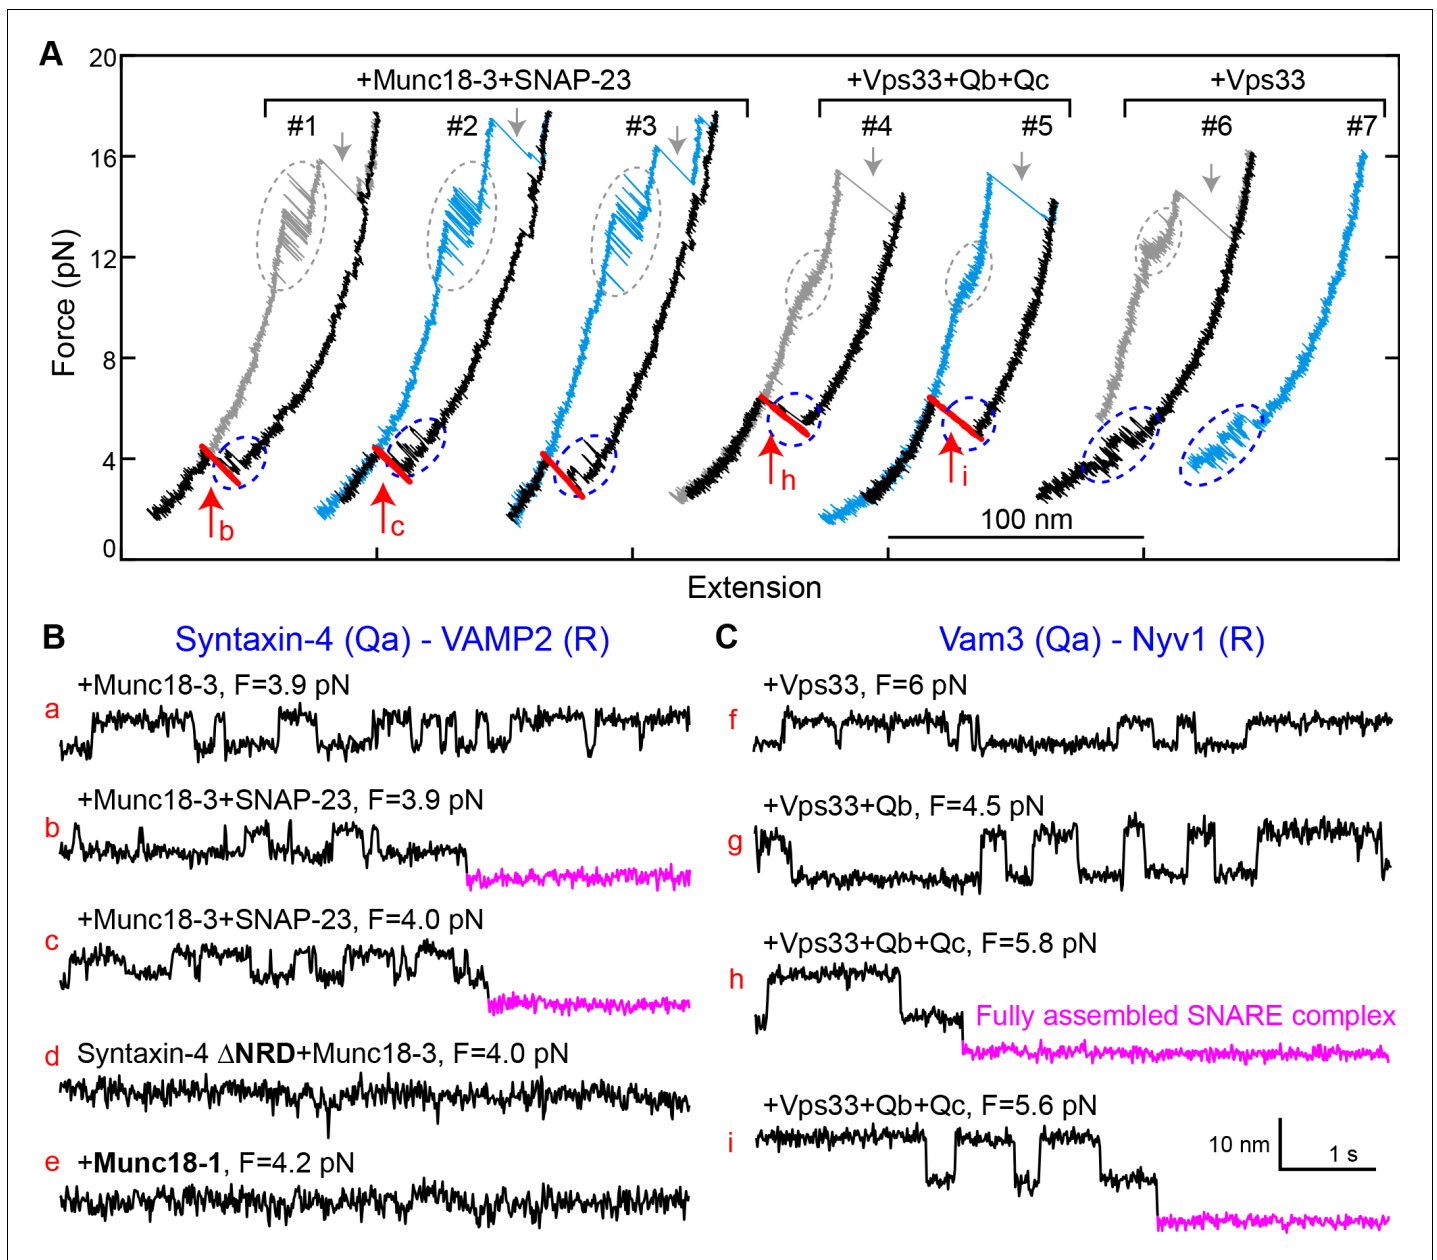 A
20
16
12
8
4
0
Force (pN)
+Munc18-3+SNAP-23
+Vps33+Qb+Qc
+Vps33
#1
#2
#3
#4
#5
#6
#7
b
c
h
i
100 nm
Extension
B
Syntaxin-4 (Qa) - VAMP2 (R)
a
+Munc18-3, F=3.9 pN
b
+Munc18-3+SNAP-23, F=3.9 pN
c
+Munc18-3+SNAP-23, F=4.0 pN
d
Syntaxin-4 ΔNRD+Munc18-3, F=4.0 pN
e
+Munc18-1, F=4.2 pN
C
Vam3 (Qa) - Nyv1 (R)
f
+Vps33, F=6 pN
g
+Vps33+Qb, F=4.5 pN
h
+Vps33+Qb+Qc, F=5.8 pN
Fully assembled SNARE complex
i
+Vps33+Qb+Qc, F=5.6 pN
10 nm
1 s